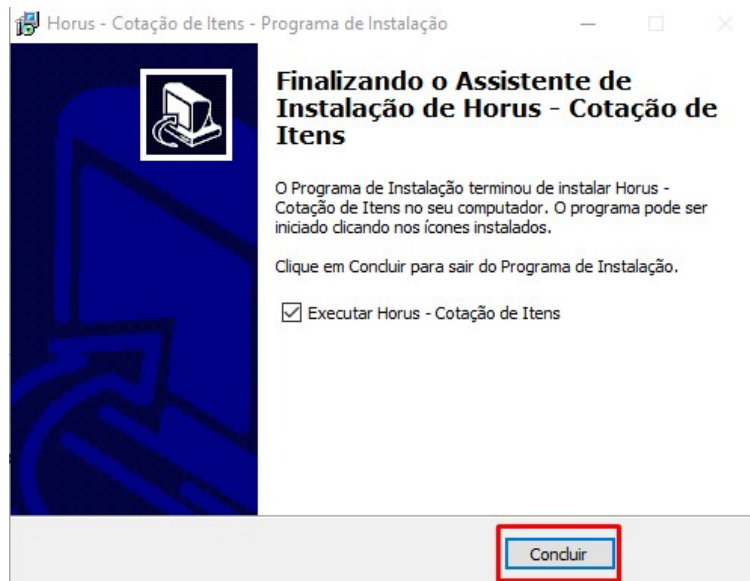 Horus - Cotação de Itens - Programa de Instalação
Finalizando o Assistente de
Instalação de Horus - Cotação de
Itens
O Programa de Instalação terminou de instalar Horus -
Cotação de Itens no seu computador. O programa pode ser
iniciado clicando nos ícones instalados.
Clique em Concluir para sair do Programa de Instalação.
Executar Horus - Cotação de Itens
Concluir